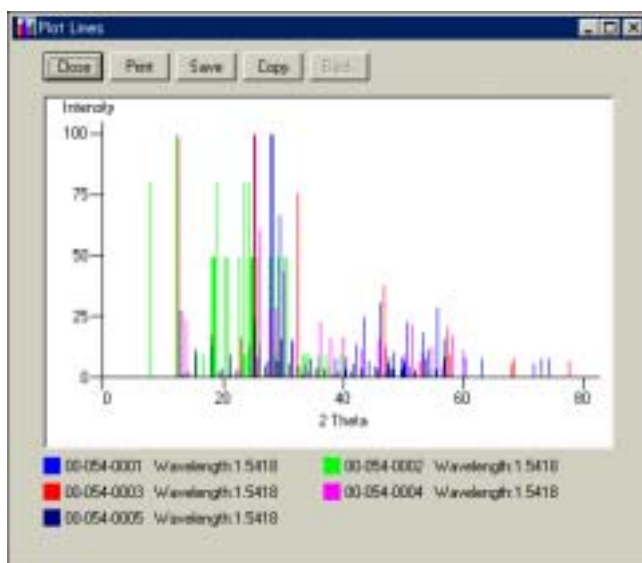 Plot Lines
Close Print Save Copy
Intensity
100
75
50
25
0
0 20 40 60 80
2 Theta
00-054-0001 Wavelength:1.5418 00-054-0002 Wavelength:1.5418
00-054-0003 Wavelength:1.5418 00-054-0004 Wavelength:1.5418
00-054-0005 Wavelength:1.5418